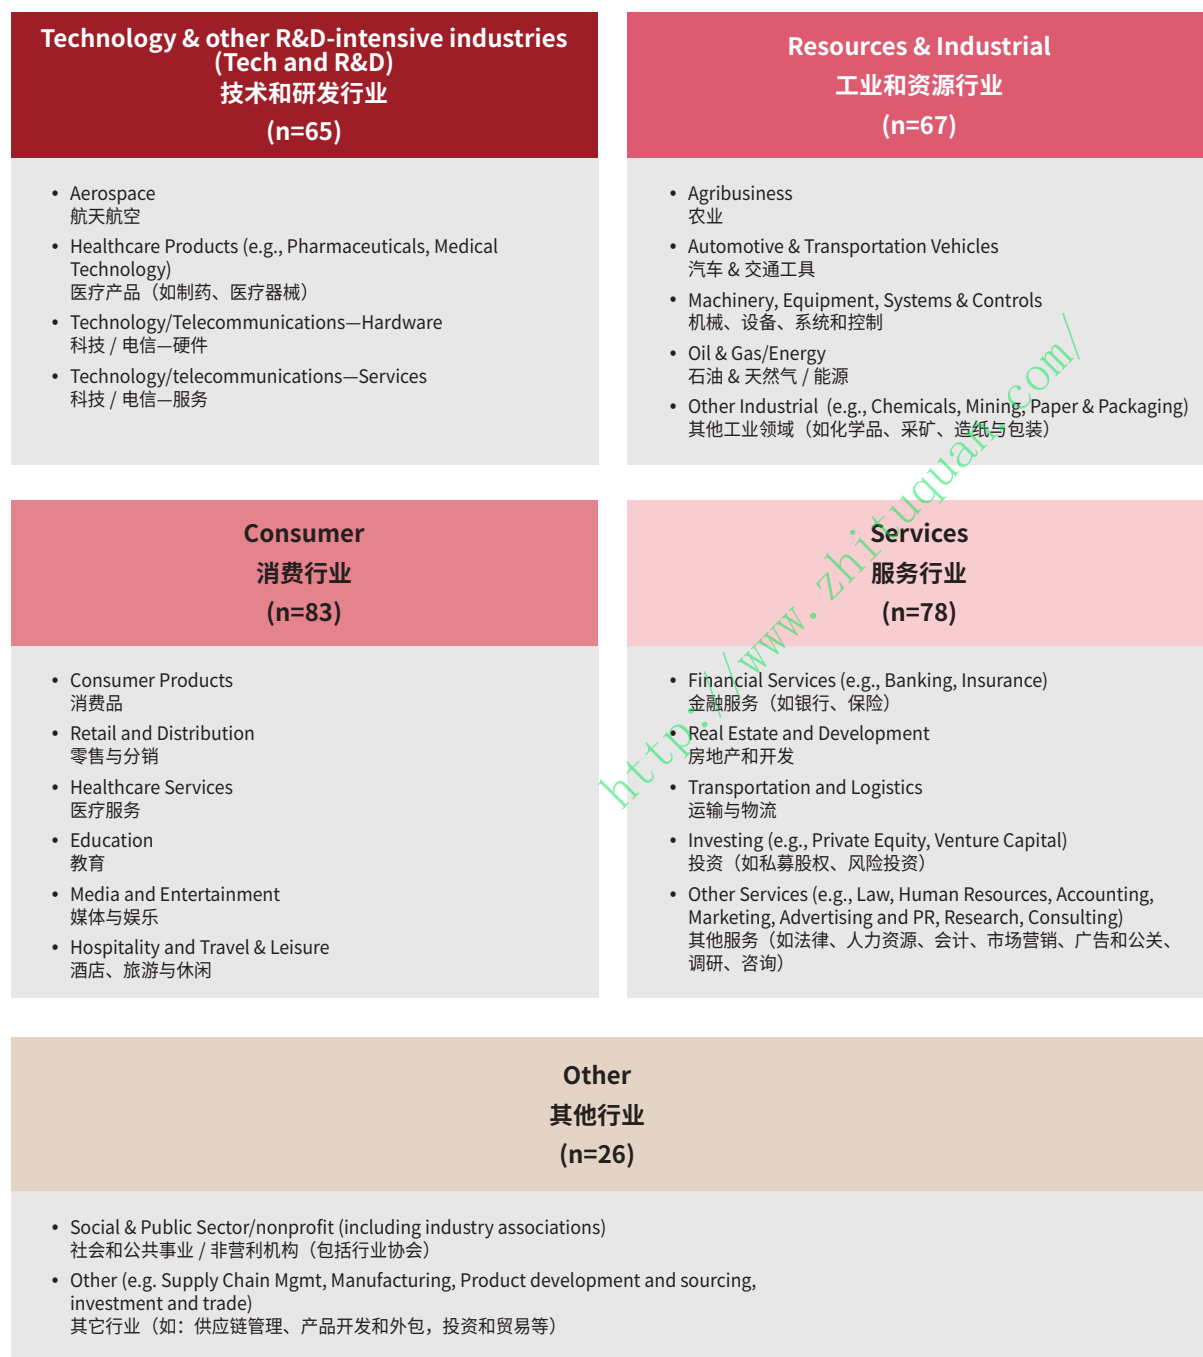 Technology & other R&D-intensive industries
(Tech and R&D)
技术和研发行业
(n=65)
• Aerospace
航天航空
• Healthcare Products (e.g., Pharmaceuticals, Medical
Technology)
医疗产品（如制药、医疗器械）
• Technology/Telecommunications—Hardware
科技 / 电信—硬件
• Technology/telecommunications—Services
科技 / 电信—服务
Resources & Industrial
工业和资源行业
(n=67)
• Agribusiness
农业
• Automotive & Transportation Vehicles
汽车 & 交通工具
• Machinery, Equipment, Systems & Controls
机械、设备、系统和控制
• Oil & Gas/Energy
石油 & 天然气 / 能源
• Other Industrial (e.g., Chemicals, Mining, Paper & Packaging)
其他工业领域（如化学品、采矿、造纸与包装）
Consumer
消费行业
(n=83)
• Consumer Products
消费品
• Retail and Distribution
零售与分销
• Healthcare Services
医疗服务
• Education
教育
• Media and Entertainment
媒体与娱乐
• Hospitality and Travel & Leisure
酒店、旅游与休闲
Services
服务行业
(n=78)
• Financial Services (e.g., Banking, Insurance)
金融服务（如银行、保险）
• Real Estate and Development
房地产和开发
• Transportation and Logistics
运输与物流
• Investing (e.g., Private Equity, Venture Capital)
投资（如私募股权、风险投资）
• Other Services (e.g., Law, Human Resources, Accounting,
Marketing, Advertising and PR, Research, Consulting)
其他服务（如法律、人力资源、会计、市场营销、广告和公关、
调研、咨询）
Other
其他行业
(n=26)
• Social & Public Sector/nonprofit (including industry associations)
社会和公共事业 / 非营利机构（包括行业协会）
• Other (e.g. Supply Chain Mgmt, Manufacturing, Product development and sourcing,
investment and trade)
其它行业（如：供应链管理、产品开发和外包，投资和贸易等）
http://www.zhituquan.com/